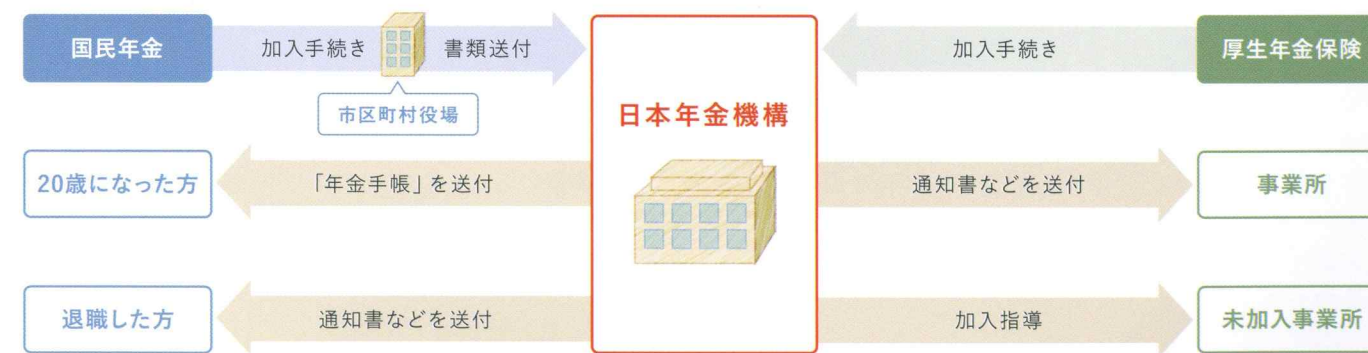 国民年金
加入手続き
書類送付
市区町村役場
日本年金機構
加入手続き
厚生年金保険
20歳になった方
「年金手帳」を送付
通知書などを送付
事業所
退職した方
通知書などを送付
加入指導
未加入事業所